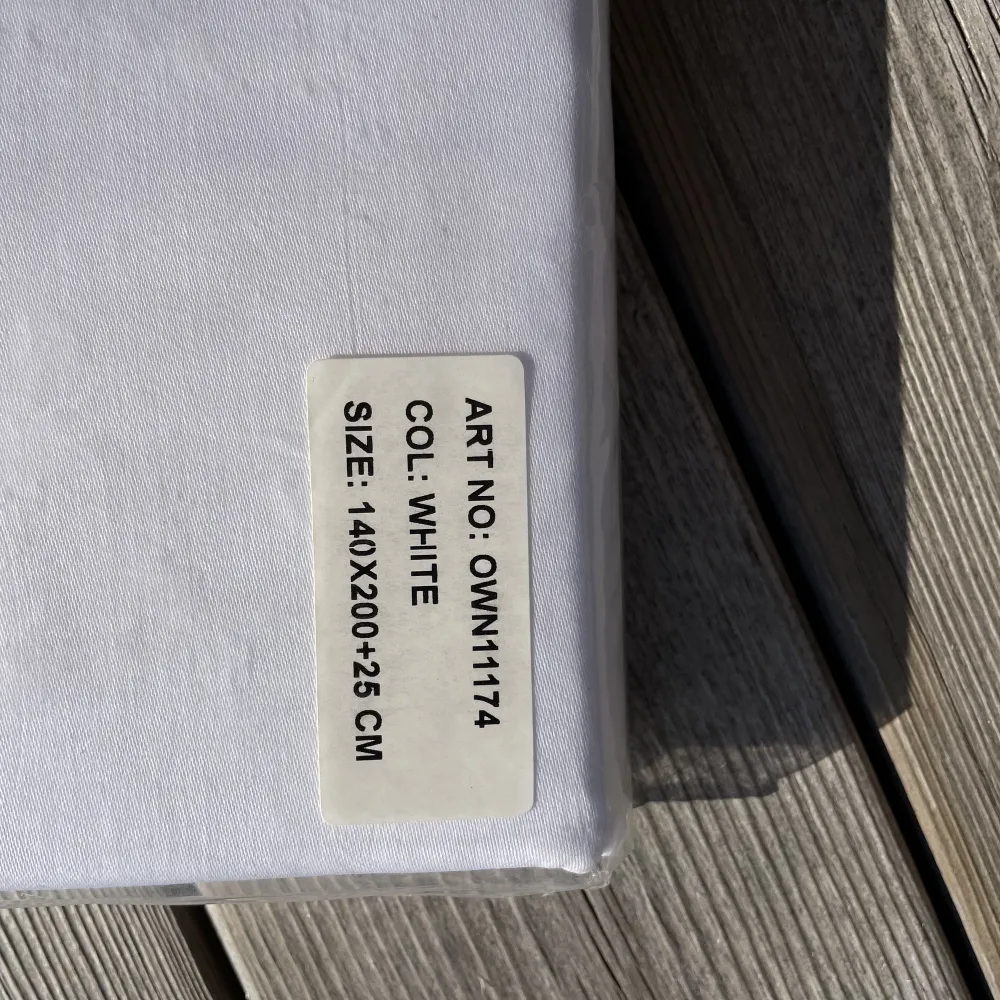 ART NO: OWN11174
COL: WHITE
SIZE: 140X200+25 CM